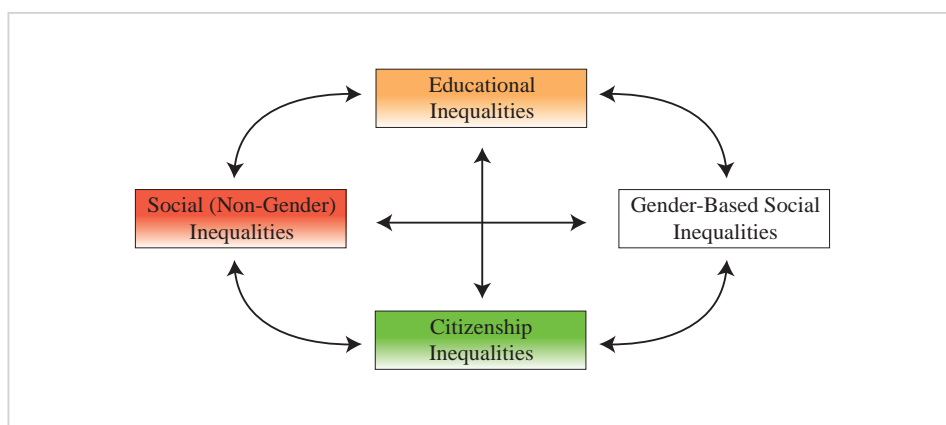 Educational
Inequalities
Social (Non-Gender)
Inequalities
Gender-Based Social
Inequalities
Citizenship
Inequalities